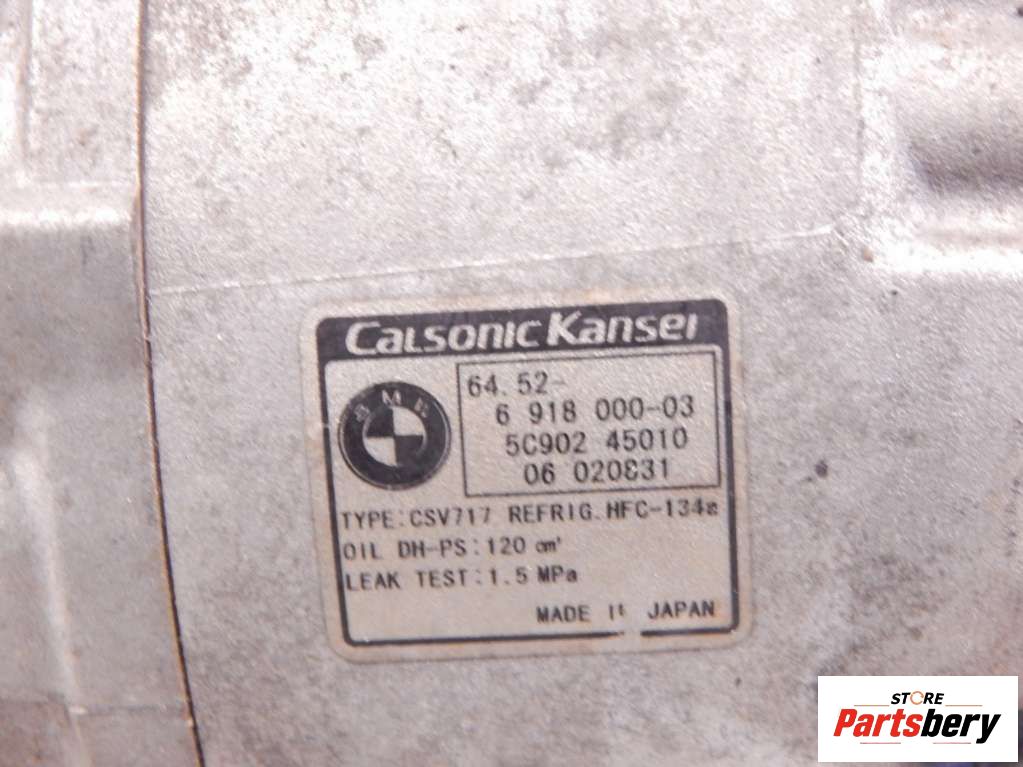 CALSONIC KANSEI
BMW
64.52-
6 918 000-03
5C902 45010
06 020831
TYPE:CSV717 REFRIG.HFC-134a
OIL DH-PS:120 cm³
LEAK TEST:1.5 MPa
MADE IN JAPAN
STORE
Partsbery